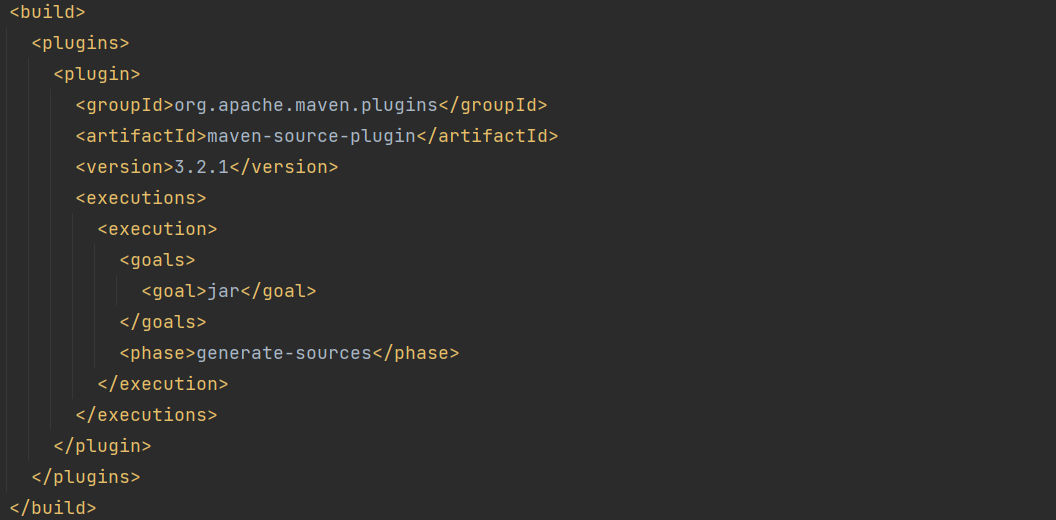 <build>
<plugins>
<plugin>
<groupId>org.apache.maven.plugins</groupId>
<artifactId>maven-source-plugin</artifactId>
<version>3.2.1</version>
<executions>
<execution>
<goals>
<goal>jar</goal>
</goals>
<phase>generate-sources</phase>
</execution>
</executions>
</plugin>
</plugins>
</build>